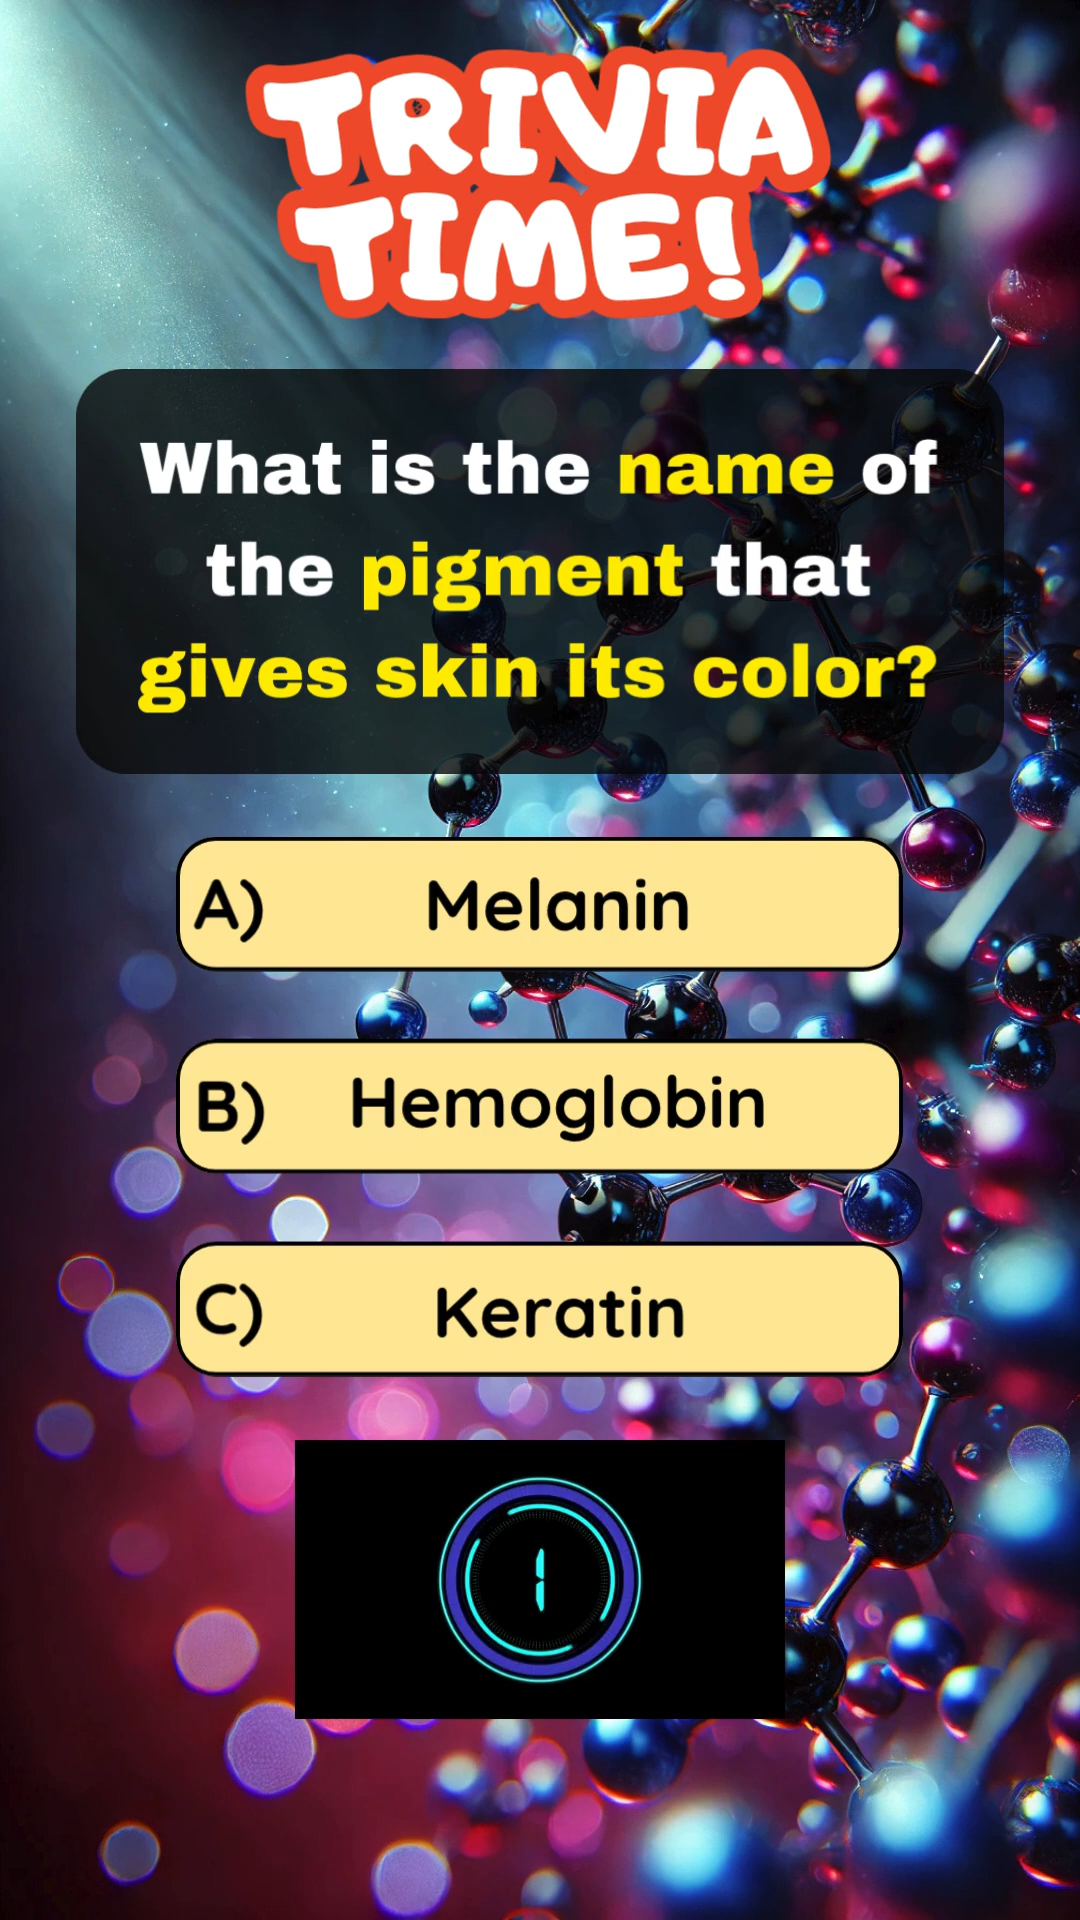 TRIVIA
TIME!
What is the name of
the pigment that
gives skin its color?
A) Melanin
B) Hemoglobin
C) Keratin
1